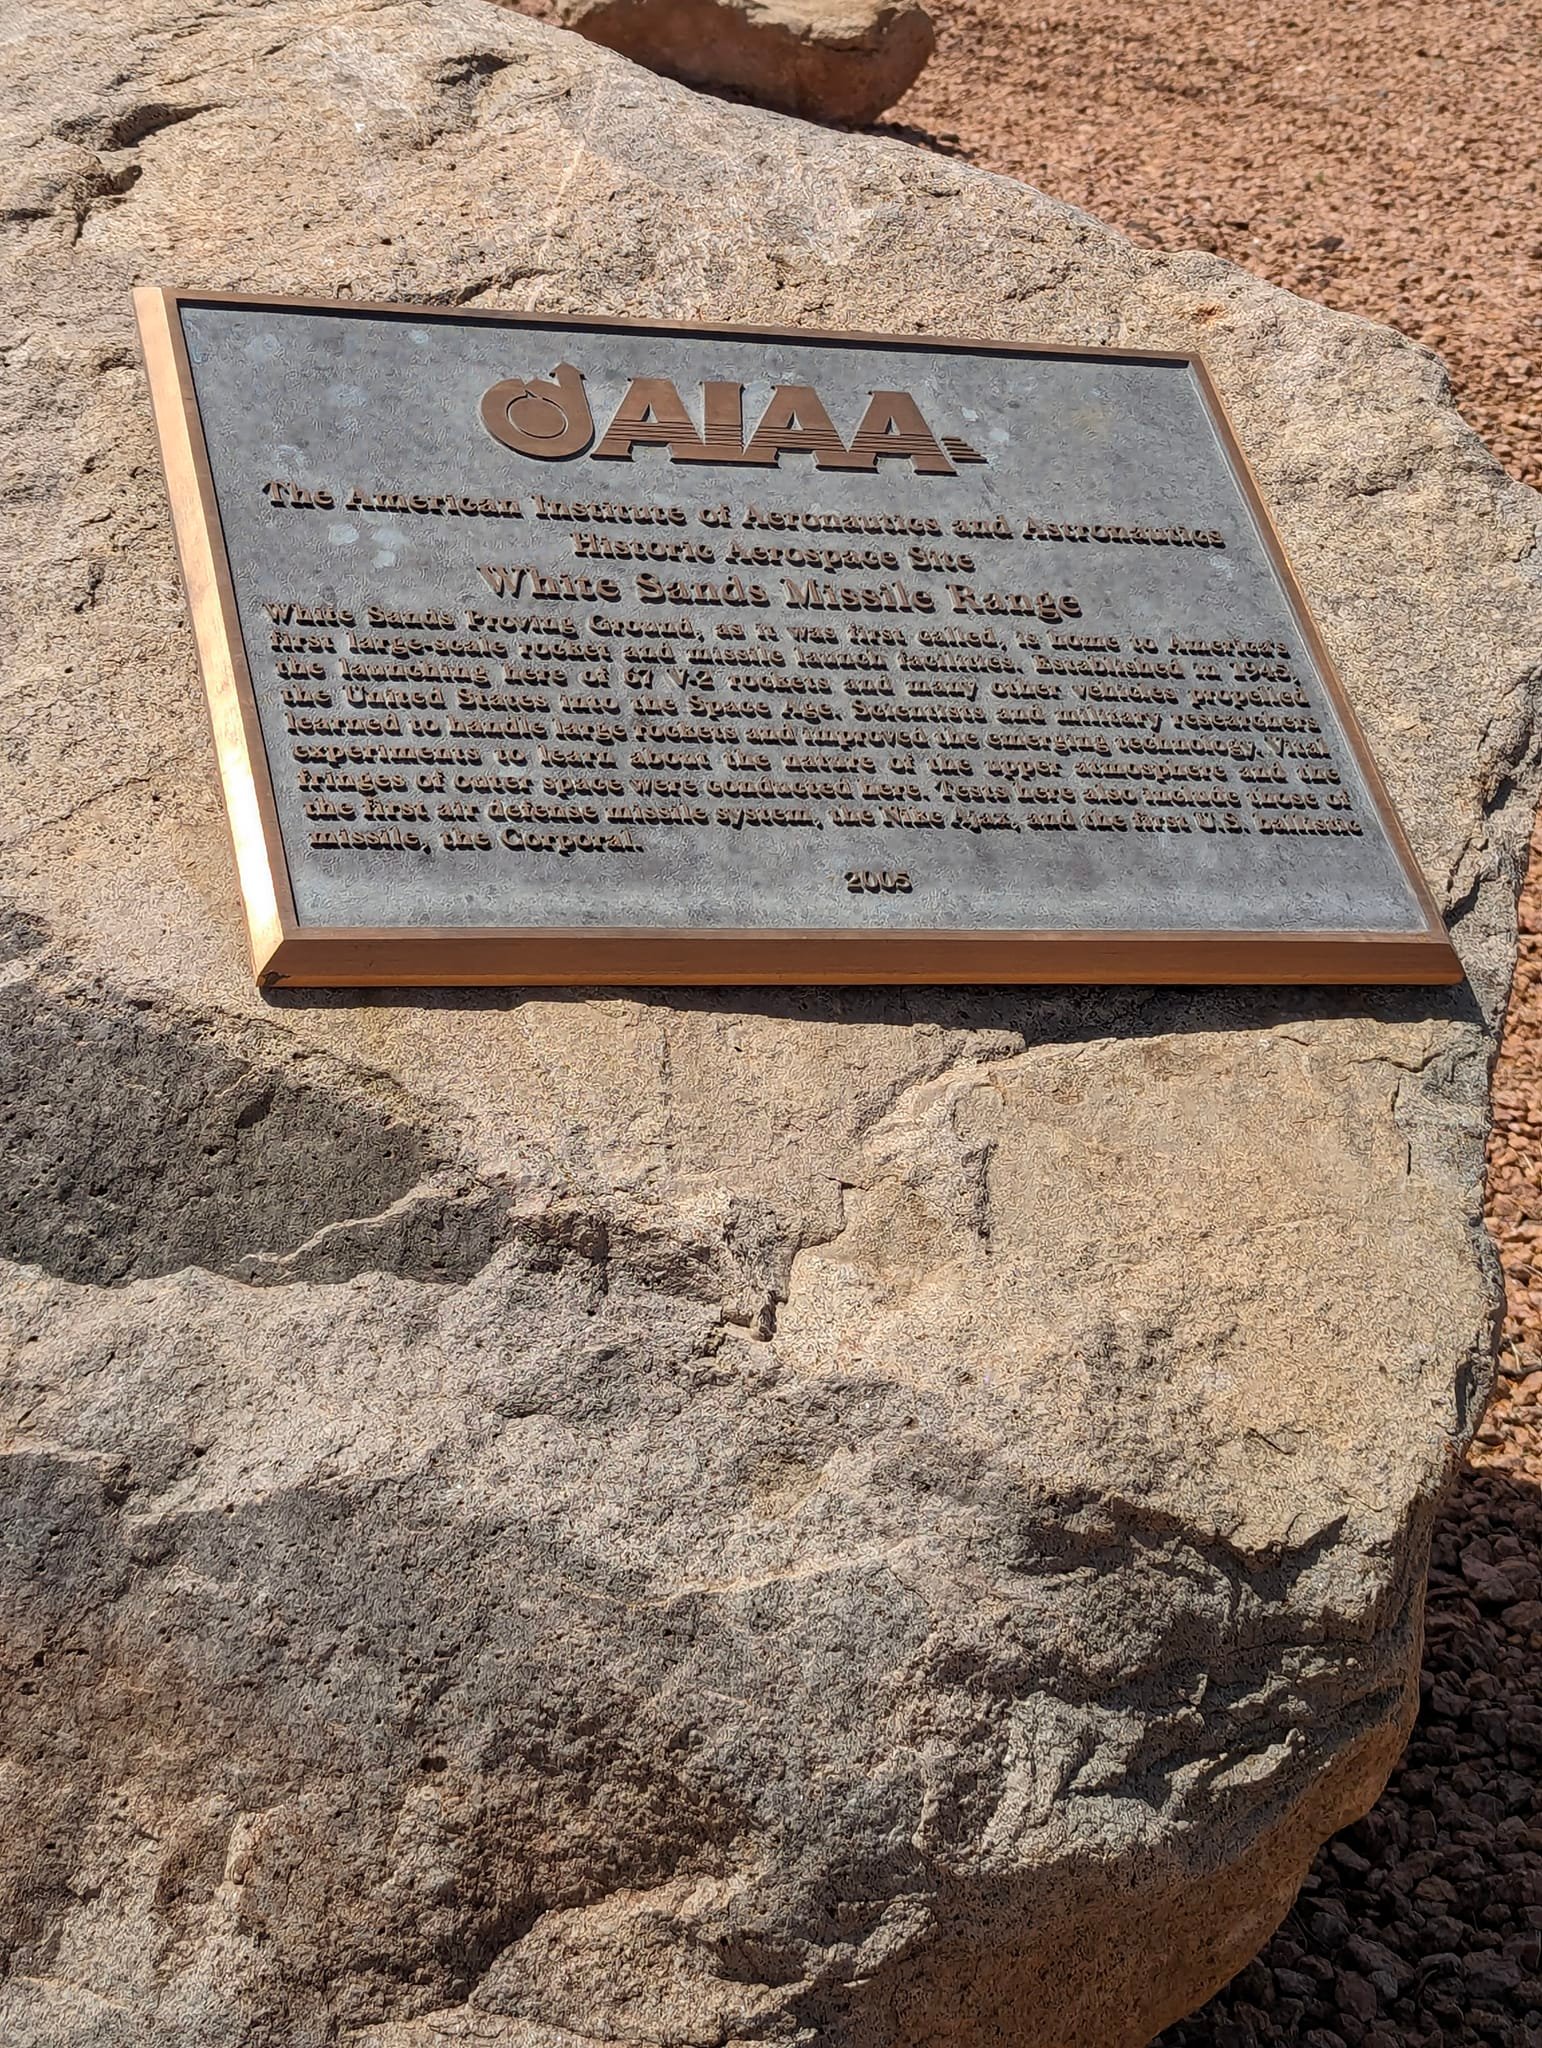 AIAA
The American Institute of Aeronautics and Astronautics
Historic Aerospace Site
White Sands Missile Range
White Sands Proving Ground, as it was first called, is home to America's
first large-scale rocket and missile launch facilities. Established in 1945,
the launching here of 67 V-2 rockets and many other vehicles propelled
the United States into the Space Age. Scientists and military researchers
learned to handle large rockets and improved the emerging technology. Vital
experiments to learn about the nature of the upper atmosphere and the
fringes of outer space were conducted here. Tests here also include those of
the first air defense missile system, the Nike Ajax, and the first U.S. ballistic
missile, the Corporal.
2005